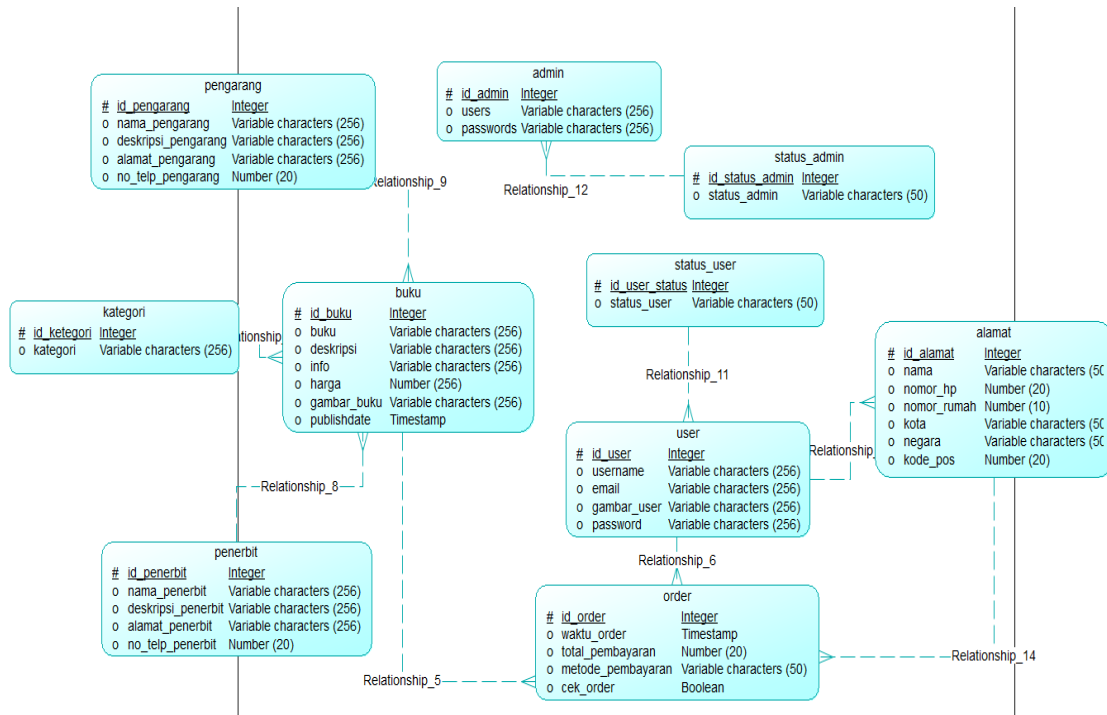 pengarang
# id_pengarang Integer
o nama_pengarang Variable characters (256)
o deskripsi_pengarang Variable characters (256)
o alamat_pengarang Variable characters (256)
o no_telp_pengarang Number (20)
admin
# id_admin Integer
o users Variable characters (256)
o passwords Variable characters (256)
status_admin
# id_status_admin Integer
o status_admin Variable characters (50)
Relationship_9
Relationship_12
status_user
# id_user_status Integer
o status_user Variable characters (50)
kategori
# id_ketegori Integer
o kategori Variable characters (256)
buku
# id_buku Integer
o buku Variable characters (256)
o deskripsi Variable characters (256)
o info Variable characters (256)
o harga Number (256)
o gambar_buku Variable characters (256)
o publishdate Timestamp
alamat
# id_alamat Integer
o nama Variable characters (50
o nomor_hp Number (20)
o nomor_rumah Number (10)
o kota Variable characters (50
o negara Variable characters (50
o kode_pos Number (20)
Relationship_11
user
# id_user Integer
o username Variable characters (256)
o email Variable characters (256)
o gambar_user Variable characters (256)
o password Variable characters (256)
Relationship_8
Relationship_6
penerbit
# id_penerbit Integer
o nama_penerbit Variable characters (256)
o deskripsi_penerbit Variable characters (256)
o alamat_penerbit Variable characters (256)
o no_telp_penerbit Number (20)
order
# id_order Integer
o waktu_order Timestamp
o total_pembayaran Number (20)
o metode_pembayaran Variable characters (50)
o cek_order Boolean
Relationship_5
Relationship_14